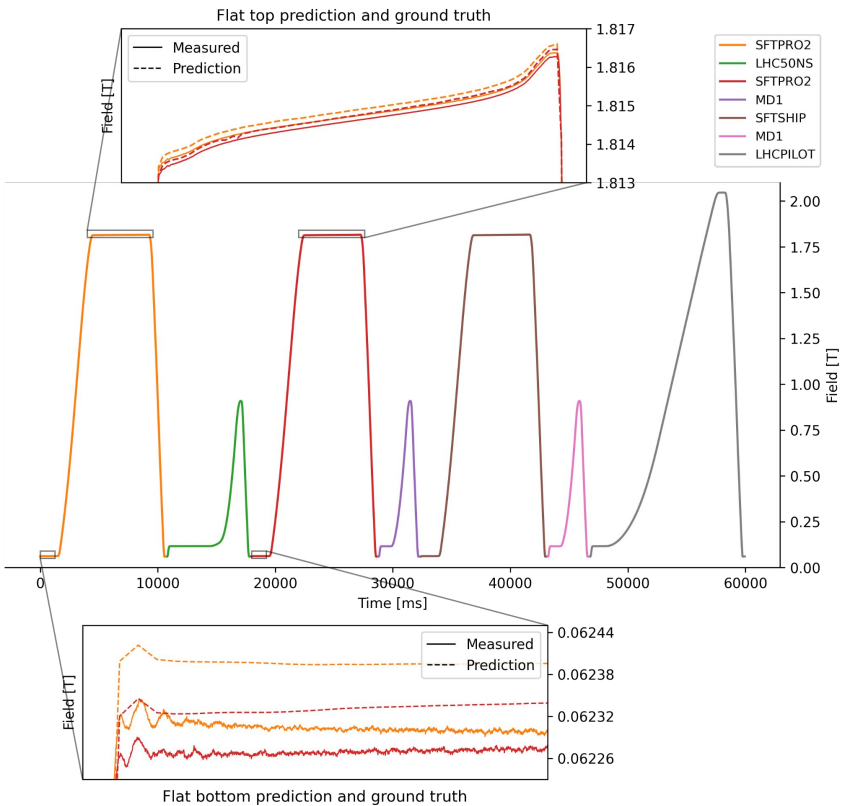 Flat top prediction and ground truth
Measured
Prediction
Field [T]
1.817
1.816
1.815
1.814
1.813
SFTPRO2
LHC50NS
SFTPRO2
MD1
SFTSHIP
MD1
LHCPILOT
2.00
1.75
1.50
1.25
1.00
0.75
0.50
0.25
0.00
Field [T]
0
10000
20000
30000
40000
50000
60000
Time [ms]
Field [T]
Measured
Prediction
0.06244
0.06238
0.06232
0.06226
Flat bottom prediction and ground truth